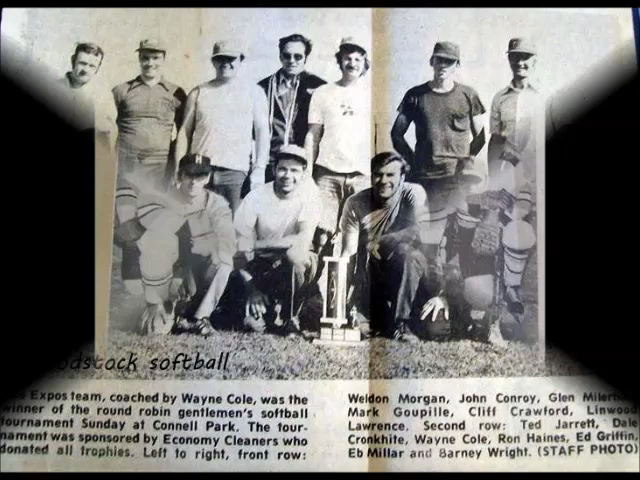 odstock softball
Expos team, coached by Wayne Cole, was the
winner of the round robin gentlemen's softball
tournament Sunday at Connell Park. The tour-
nament was sponsored by Economy Cleaners who
donated all trophies. Left to right, front row:
Weldon Morgan, John Conroy, Glen
Mark Goupille, Cliff Crawford, Linwood
Lawrence. Second row: Ted Jarrett, Dale
Cronkhite, Wayne Cole, Ron Haines, Ed Griffin,
Eb Millar and Barney Wright. (STAFF PHOTO)